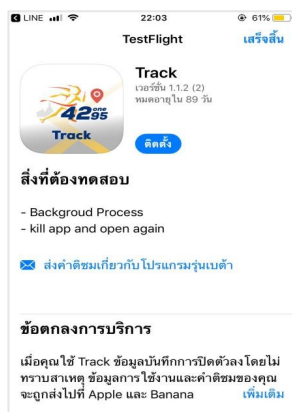 LINE 22:03 61%
TestFlight เสร็จสิ้น
Track
เวอร์ชั่น 1.1.2 (2)
หมดอายุใน 89 วัน
42one95
Track
ติดตั้ง
สิ่งที่ต้องทดสอบ
- Backgroud Process
- kill app and open again
ส่งคำติชมเกี่ยวกับโปรแกรมรุ่นเบต้า
ข้อตกลงการบริการ
เมื่อคุณใช้ Track ข้อมูลบันทึกการปิดตัวลงโดยไม่
ทราบสาเหตุ ข้อมูลการใช้งานและคำติชมของคุณ
จะถูกส่งไปที่ Apple และ Banana เพิ่มเติม